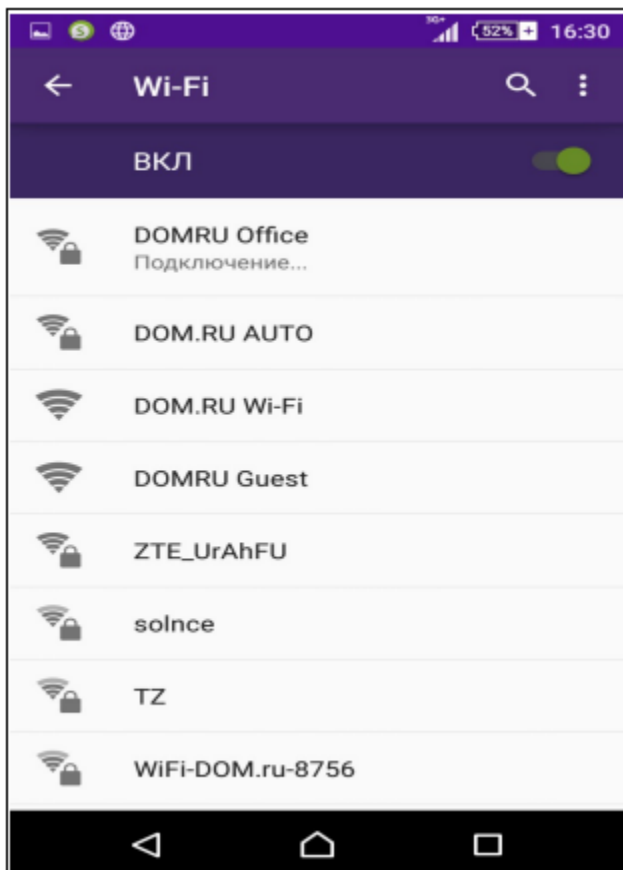 3G+ 52% 16:30
Wi-Fi
ВКЛ
DOMRU Office
Подключение...
DOM.RU AUTO
DOM.RU Wi-Fi
DOMRU Guest
ZTE_UrAhFU
solnce
TZ
WiFi-DOM.ru-8756